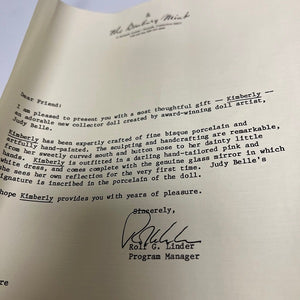 The Danbury Mint
Dear Friend:
I am pleased to present you with a most thoughtful gift -- Kimberly --
an adorable new collector doll created by award-winning doll artist,
Judy Belle.
Kimberly has been expertly crafted of fine bisque porcelain and
tfully hand-painted. The sculpting and handcrafting are remarkable,
from her sweetly curved mouth and button nose to her dainty little
hands. Kimberly is outfitted in a darling hand-tailored pink and
white dress, and comes complete with the genuine glass mirror in which
she sees her own reflection for the very first time. Judy Belle's
signature is inscribed in the porcelain of the doll.
hope Kimberly provides you with years of pleasure.
Sincerely,
Rolf G. Linder
Program Manager
re